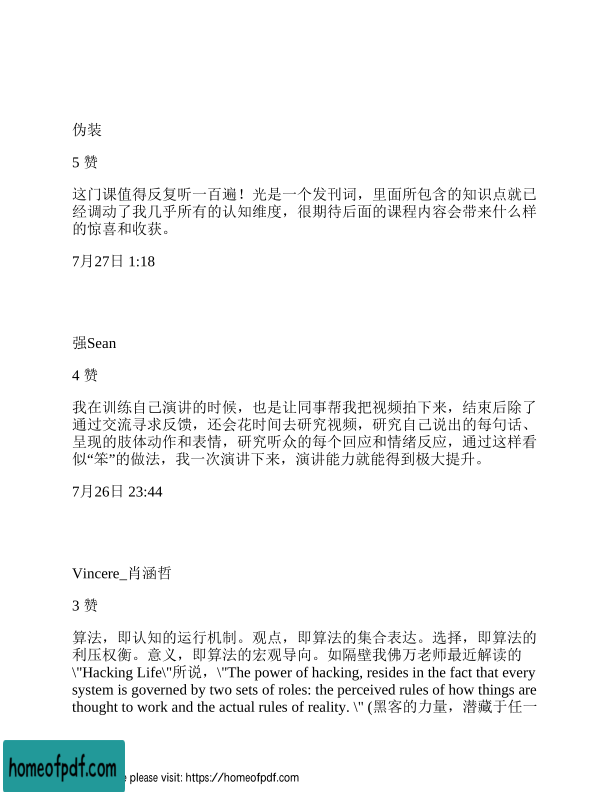 伪装
5 赞
这门课值得反复听一百遍！光是一个发刊词，里面所包含的知识点就已
经调动了我几乎所有的认知维度，很期待后面的课程内容会带来什么样
的惊喜和收获。
7月27日 1:18
强Sean
4 赞
我在训练自己演讲的时候，也是让同事帮我把视频拍下来，结束后除了
通过交流寻求反馈，还会花时间去研究视频，研究自己说出的每句话、
呈现的肢体动作和表情，研究听众的每个回应和情绪反应，通过这样看
似“笨”的做法，我一次演讲下来，演讲能力就能得到极大提升。
7月26日 23:44
Vincere_肖涵哲
3 赞
算法，即认知的运行机制。观点，即算法的集合表达。选择，即算法的
利压权衡。意义，即算法的宏观导向。如隔壁我佛万老师最近解读的
\"Hacking Life\"所说，\"The power of hacking, resides in the fact that every
system is governed by two sets of roles: the perceived rules of how things are
thought to work and the actual rules of reality. \" (黑客的力量，潜藏于任一
homeofpdf.com
e please visit: https://homeofpdf.com